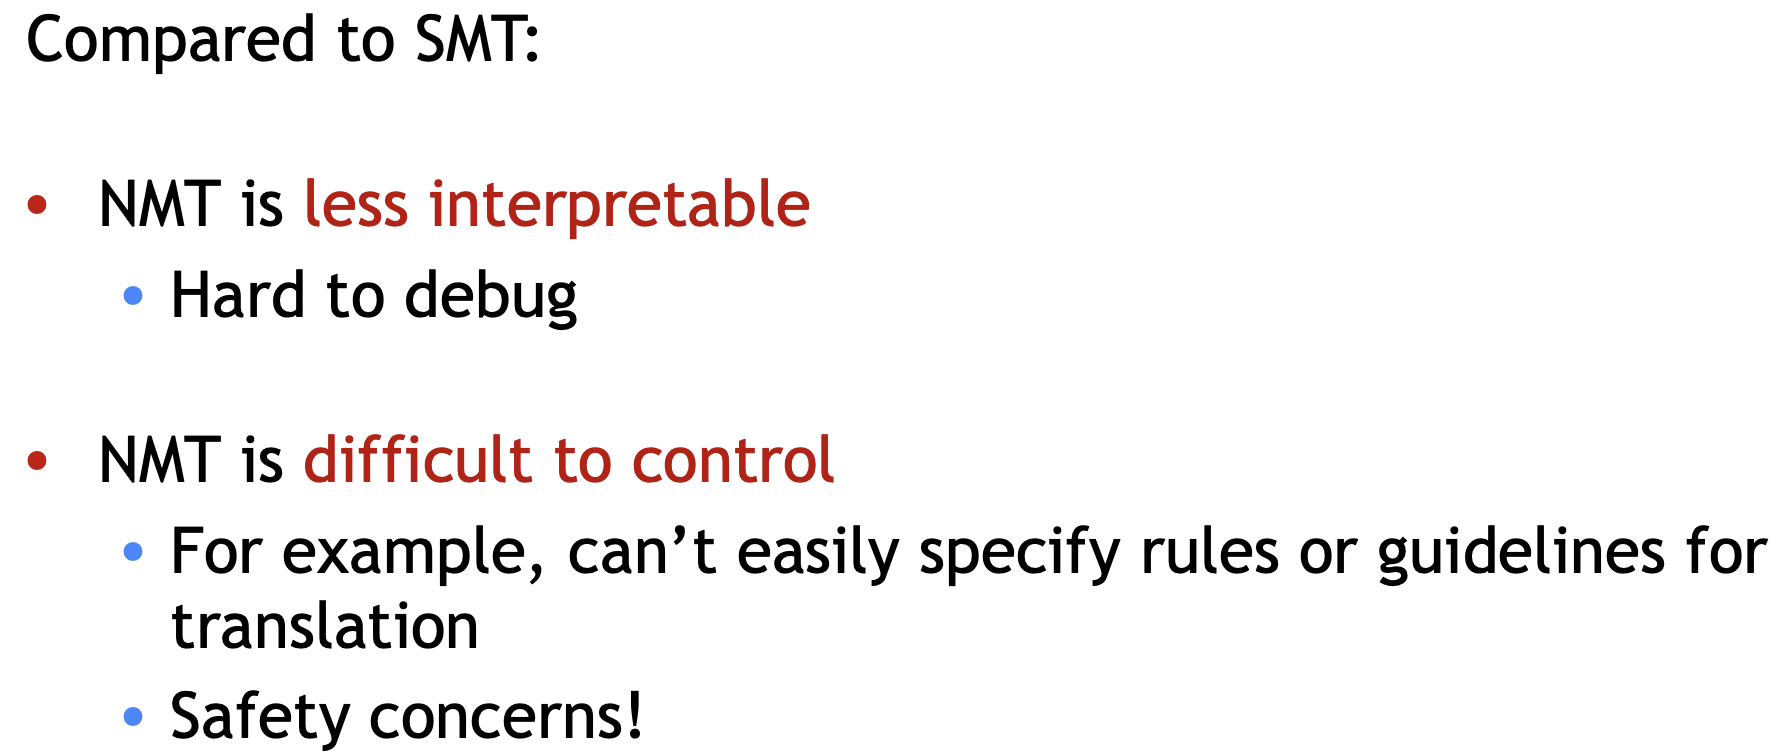 Compared to SMT:
• NMT is less interpretable
• Hard to debug
• NMT is difficult to control
• For example, can’t easily specify rules or guidelines for
translation
• Safety concerns!